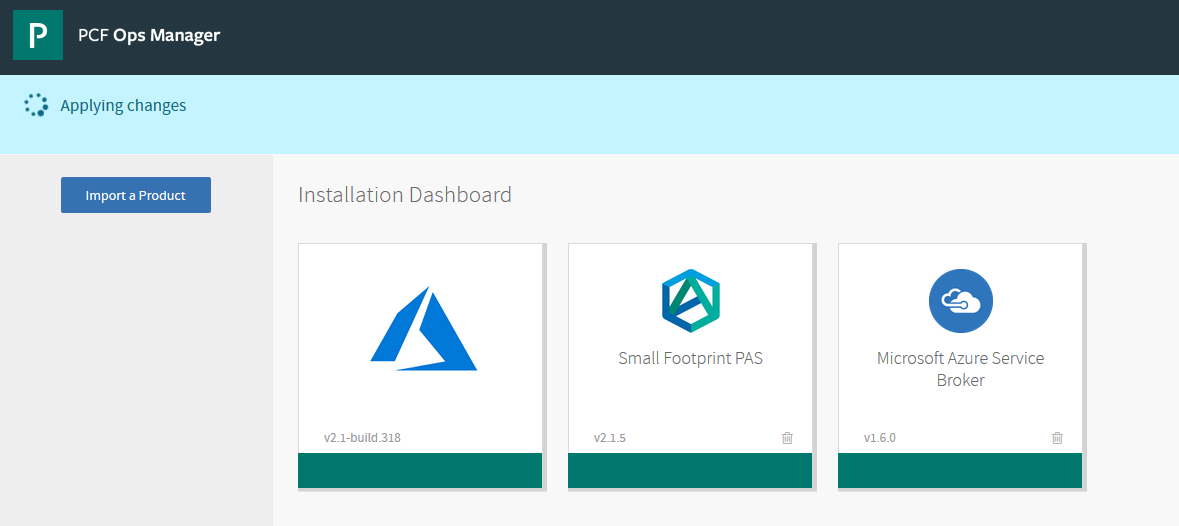 P
PCF Ops Manager
Applying changes
Import a Product
Installation Dashboard
Small Footprint PAS
Microsoft Azure Service
Broker
v2.1-build.318
v2.1.5
v1.6.0